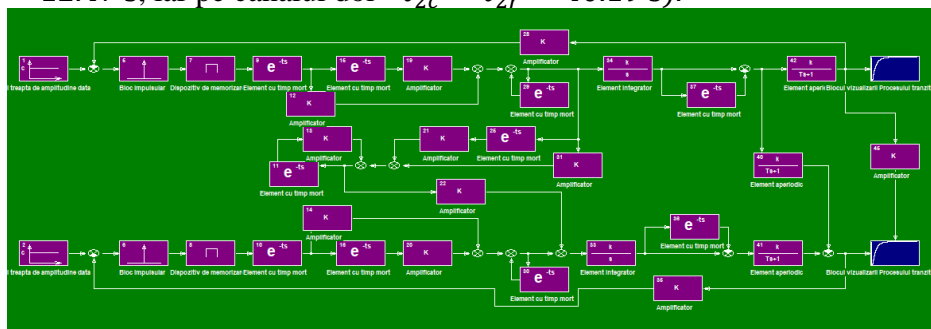 iar pe canalul doi
28
K
Amplificator
1
C
l treapta de amplitudine data
5
Bloc impulsular
7
Dispozitiv de memorizar
9
e -ts
Element cu timp mort
15
e -ts
Element cu timp mort
18
K
Amplificator
34
k
s
Element integrator
42
k
Ts+1
Element aperi
Blocul vizualizarii Procesului tranzit
12
K
Amplificator
29
e -ts
Element cu timp mort
37
e -ts
Element cu timp mort
13
K
Amplificator
21
K
Amplificator
25
e -ts
Element cu timp mort
31
K
Amplificator
40
k
Ts+1
Element aperiodic
45
K
Amplificator
11
e -ts
Element cu timp mort
22
K
Amplificator
14
K
Amplificator
36
e -ts
Element cu timp mort
2
C
l treapta de amplitudine data
6
Bloc impulsular
8
Dispozitiv de memorizar
10
e -ts
Element cu timp mort
16
e -ts
Element cu timp mort
20
K
Amplificator
33
k
s
Element integrator
41
k
Ts+1
Element aperiodic
Blocul vizualizarii Procesului tranzit
30
e -ts
Element cu timp mort
35
K
Amplificator